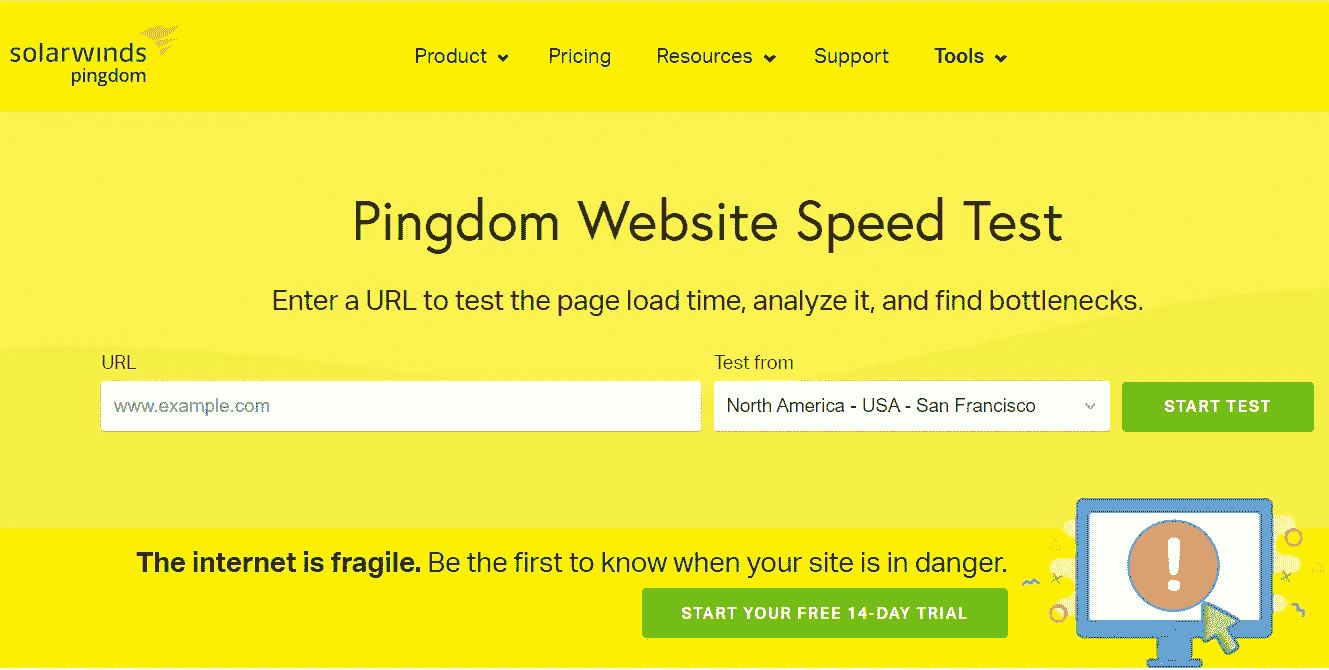 solarwinds
pingdom
Product
Pricing
Resources
Support
Tools
Pingdom Website Speed Test
Enter a URL to test the page load time, analyze it, and find bottlenecks.
URL
Test from
www.example.com
North America - USA - San Francisco
START TEST
The internet is fragile. Be the first to know when your site is in danger.
START YOUR FREE 14-DAY TRIAL
!